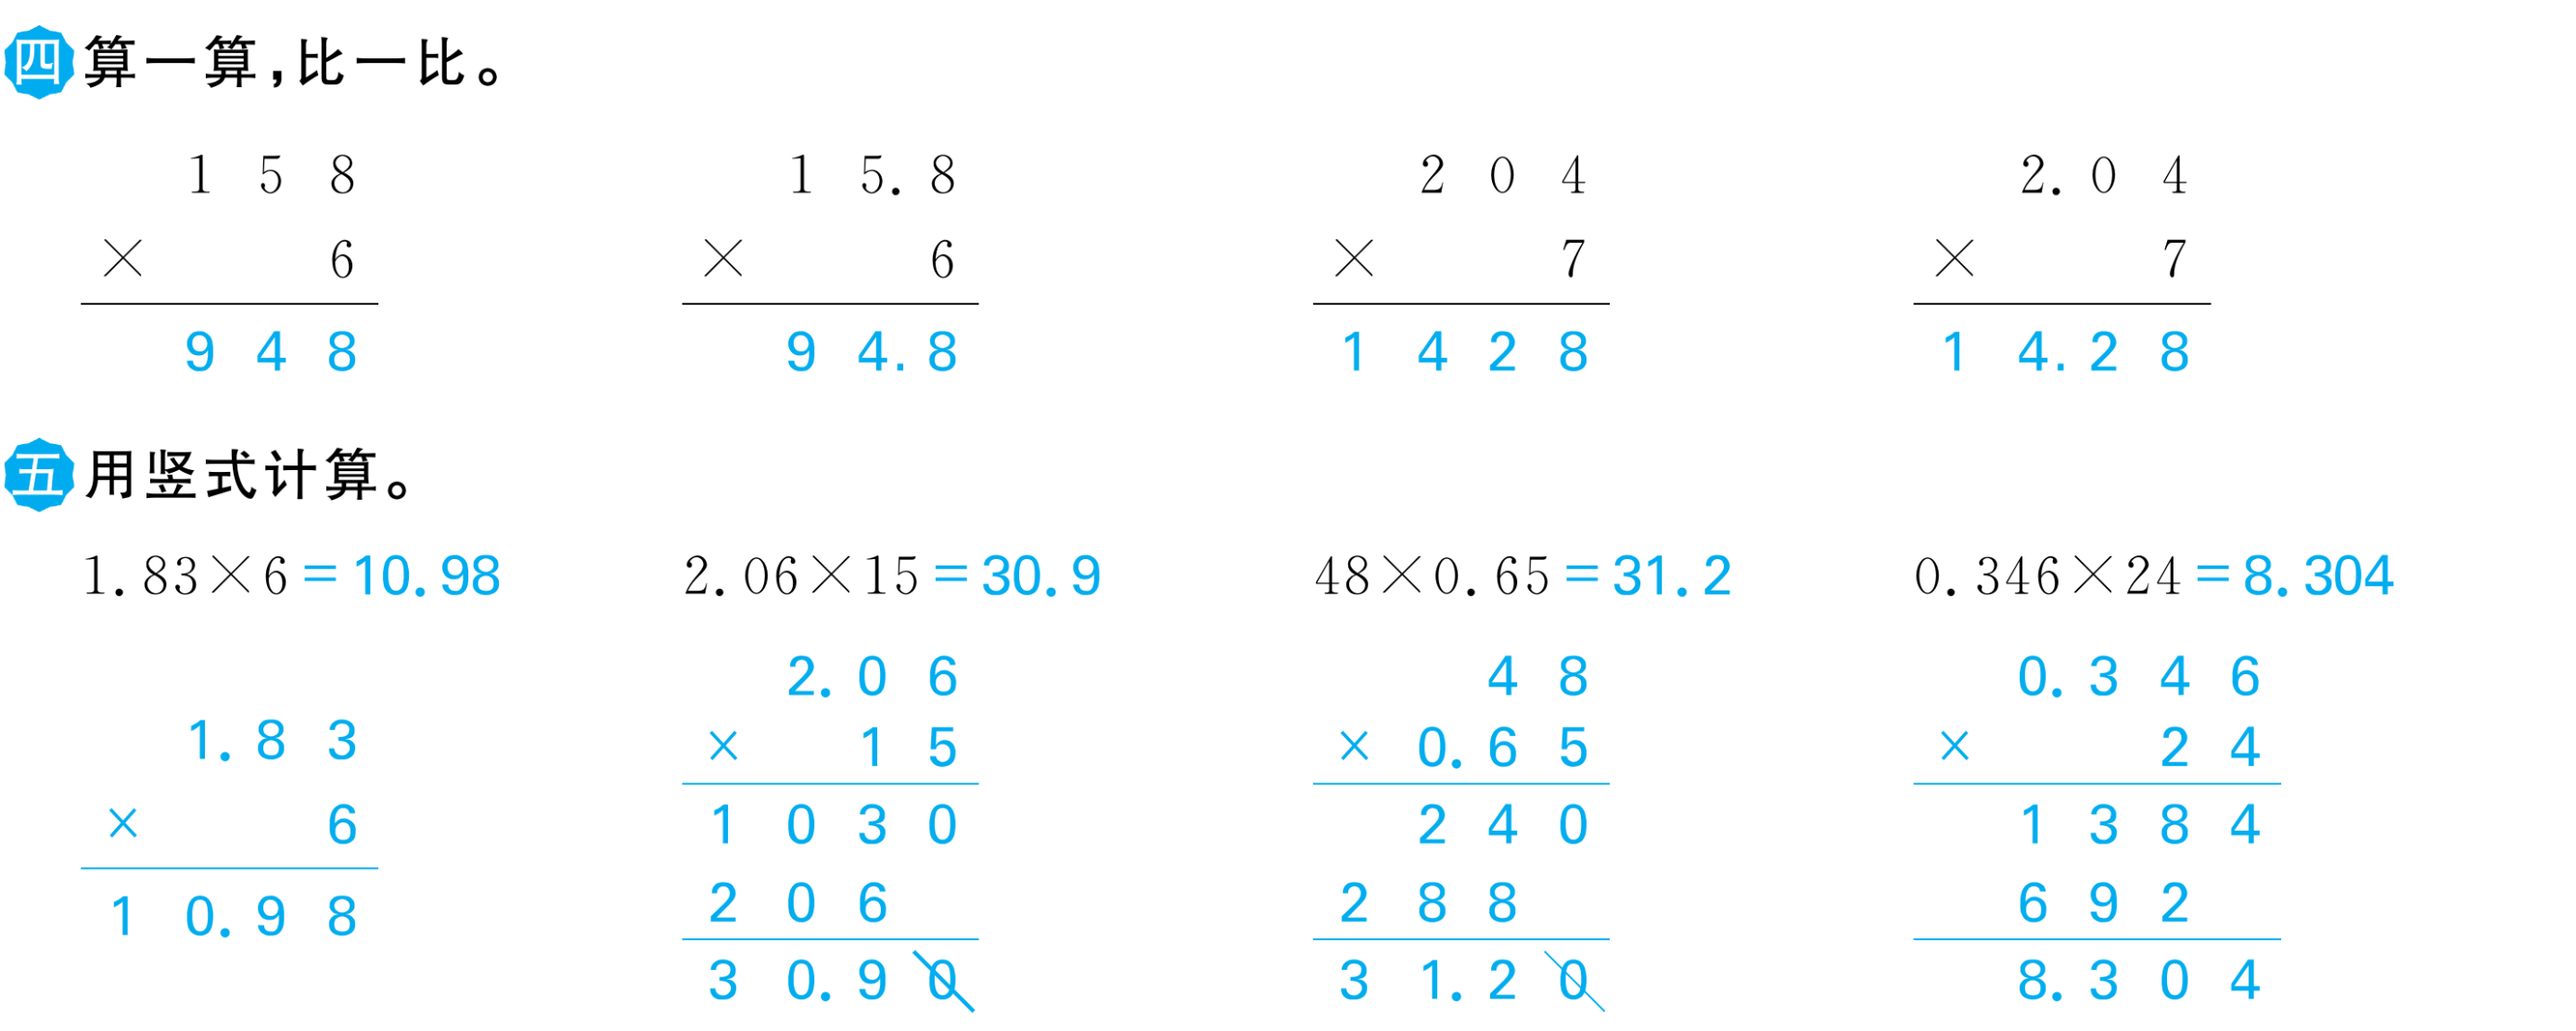 四 算一算,比一比。
1 5 8 1 5. 8 2 0 4 2. 0 4
× 6 × 6 × 7 × 7
9 4 8 9 4. 8 1 4 2 8 1 4. 2 8
五 用竖式计算。
1.83×6=10.98 2.06×15=30.9 48×0.65=31.2 0.346×24=8.304
2. 0 6 4 8 0. 3 4 6
1. 8 3 × 1 5 × 0. 6 5 × 2 4
× 6 1 0 3 0 2 4 0 1 3 8 4
1 0. 9 8 2 0 6 2 8 8 6 9 2
3 0. 9 0 3 1. 2 0 8. 3 0 4